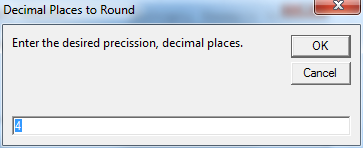 Decimal Places to Round
Enter the desired precission, decimal places.
OK
Cancel
4